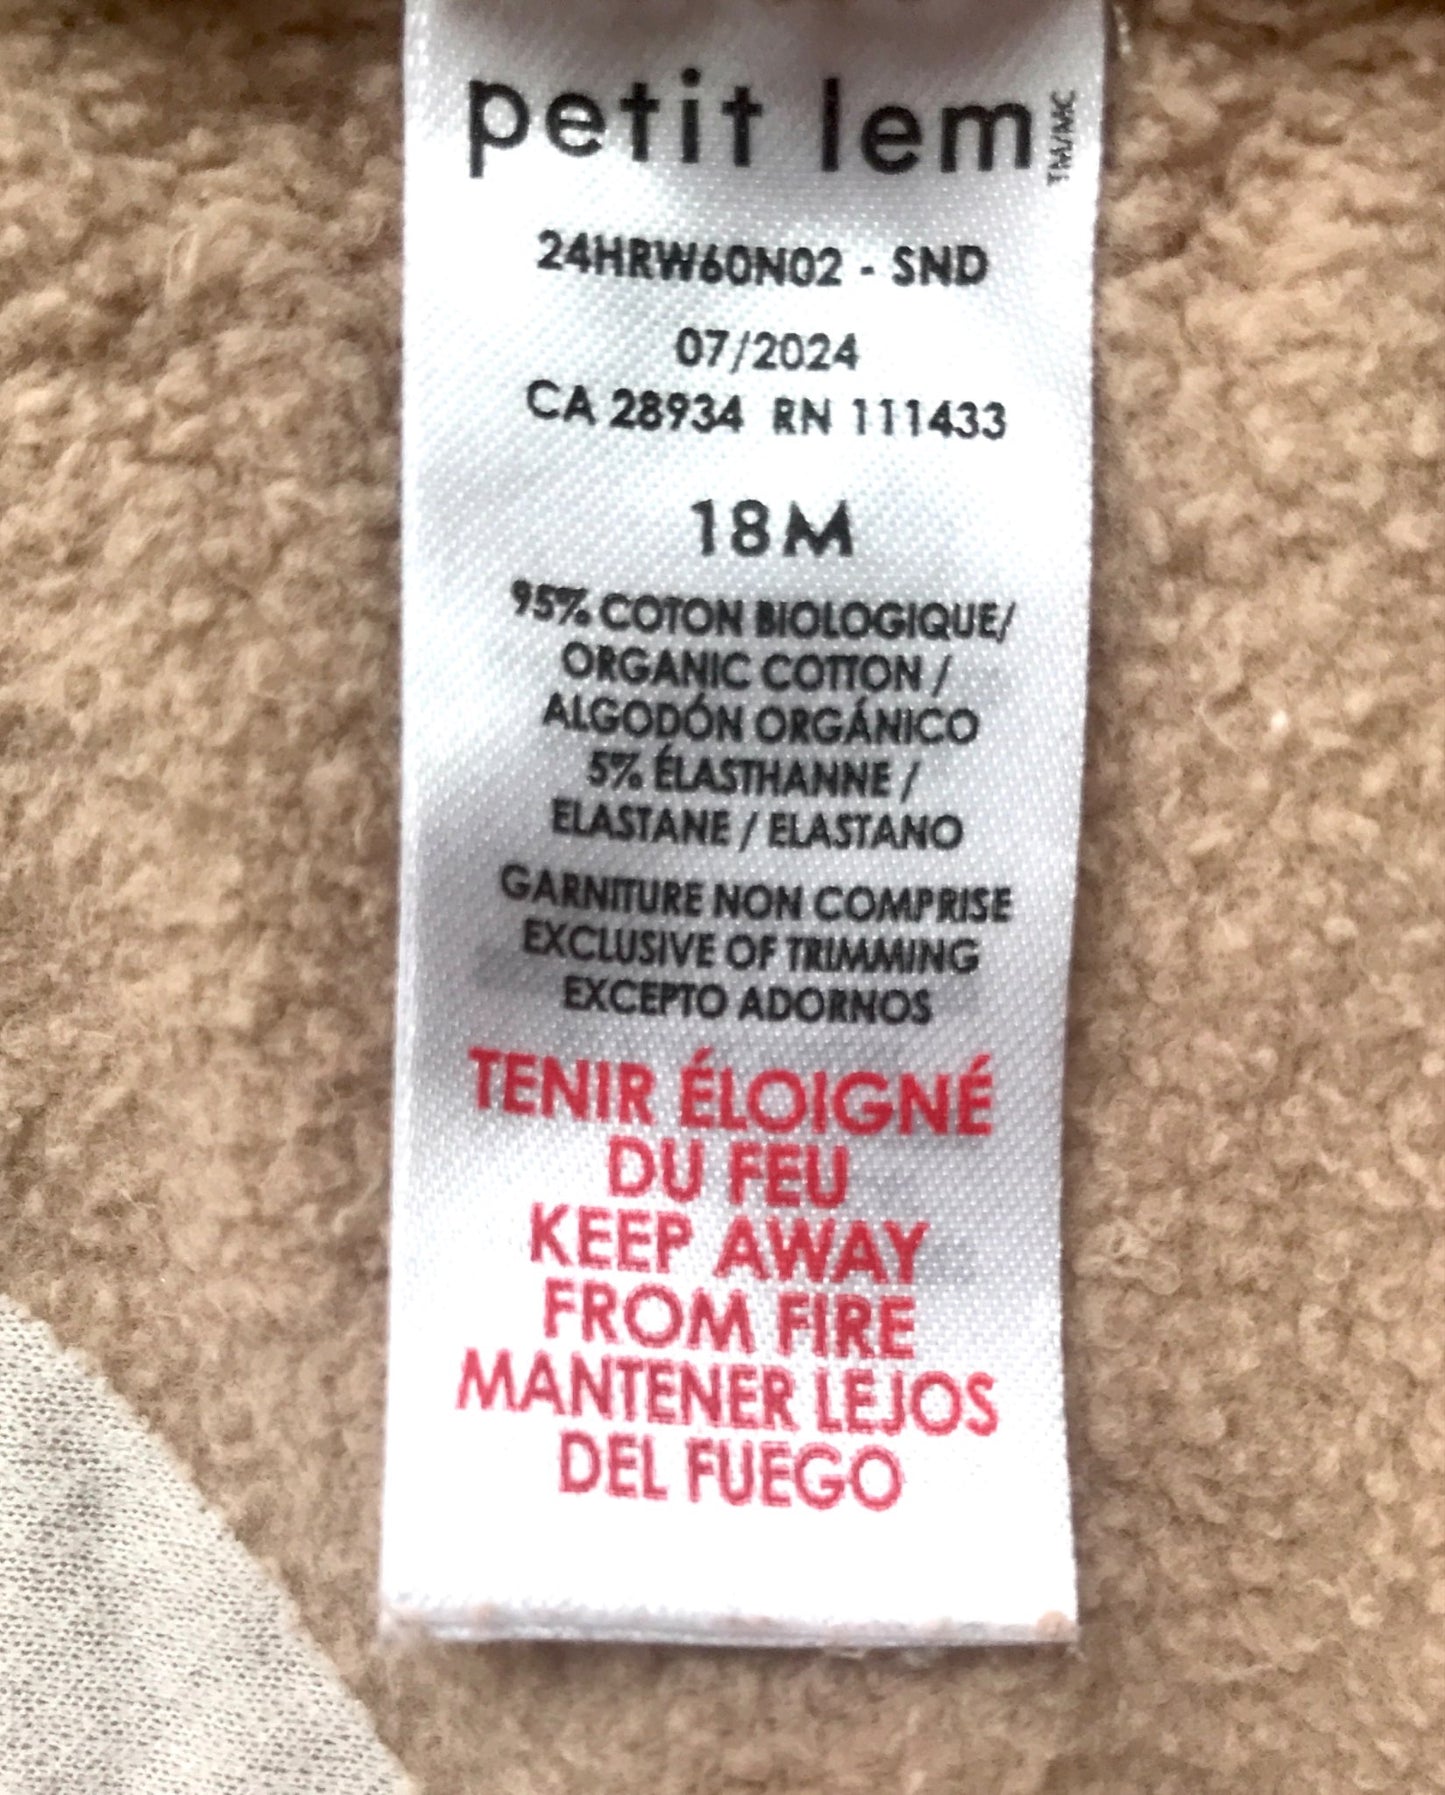 petit lem TM/MC
24HRW60N02 - SND
07/2024
CA 28934 RN 111433
18M
95% COTON BIOLOGIQUE/
ORGANIC COTTON /
ALGODÓN ORGÁNICO
5% ÉLASTHANNE /
ELASTANE / ELASTANO
GARNITURE NON COMPRISE
EXCLUSIVE OF TRIMMING
EXCEPTO ADORNOS
TENIR ÉLOIGNÉ
DU FEU
KEEP AWAY
FROM FIRE
MANTENER LEJOS
DEL FUEGO